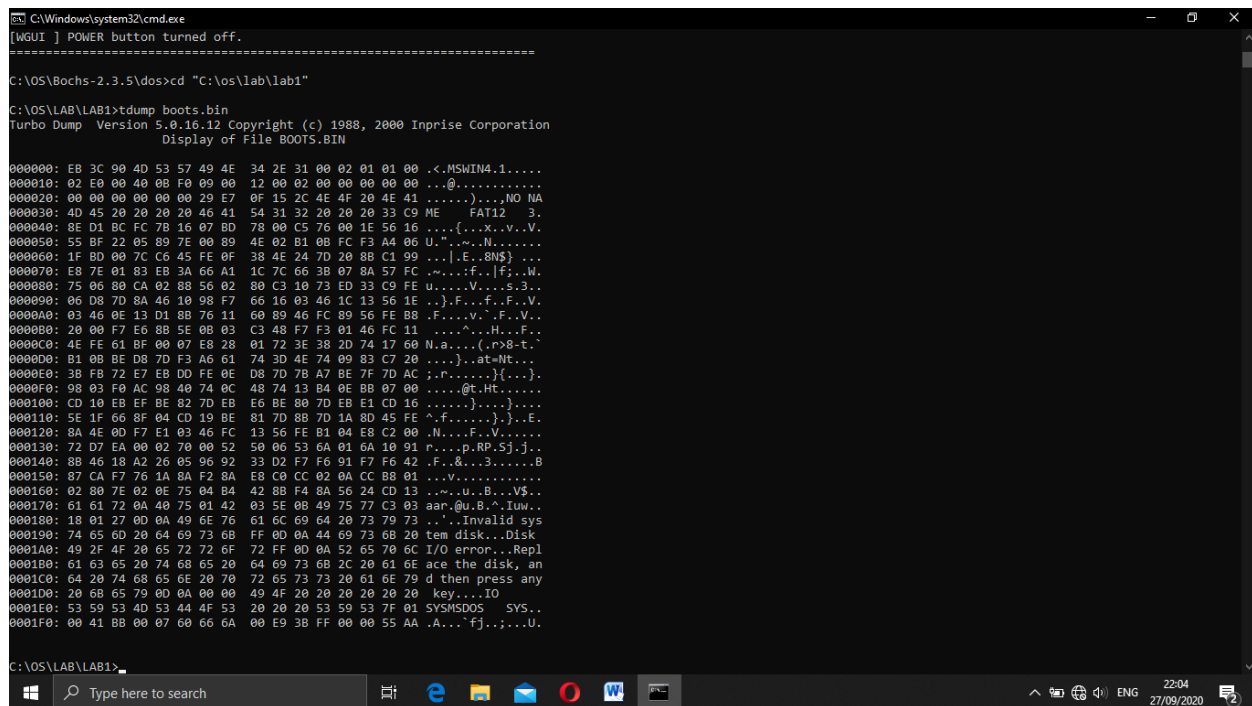 C:\Windows\system32\cmd.exe
[WGUI ] POWER button turned off.
========================================================================
C:\OS\Bochs-2.3.5\dos>cd "C:\os\lab\lab1"
C:\OS\LAB\LAB1>tdump boots.bin
Turbo Dump  Version 5.0.16.12 Copyright (c) 1988, 2000 Inprise Corporation
Display of File BOOTS.BIN
000000: EB 3C 90 4D 53 57 49 4E  34 2E 31 00 02 01 01 00 .<.MSWIN4.1.....
000010: 02 E0 00 40 0B F0 09 00  12 00 02 00 00 00 00 00 ...@............
000020: 00 00 00 00 00 00 29 E7  0F 15 2C 4E 4F 20 4E 41 ......)...,NO NA
000030: 4D 45 20 20 20 20 46 41  54 31 32 20 20 20 33 C9 ME    FAT12   3.
000040: 8E D1 BC FC 7B 16 07 BD  78 00 C5 76 00 1E 56 16 ....{...x..v..V.
000050: 55 BF 22 05 89 7E 00 89  4E 02 B1 0B FC F3 A4 06 U."..~..N.......
000060: 1F BD 00 7C C6 45 FE 0F  38 4E 24 7D 20 8B C1 99 ...|.E..8N$} ...
000070: E8 7E 01 83 EB 3A 66 A1  1C 7C 66 3B 07 8A 57 FC .~...:f..|f;..W.
000080: 75 06 80 CA 02 88 56 02  80 C3 10 73 ED 33 C9 FE u.....V....s.3..
000090: 06 D8 7D 8A 46 10 98 F7  66 16 03 46 1C 13 56 1E ..}.F...f..F..V.
0000A0: 03 46 0E 13 D1 8B 76 11  60 89 46 FC 89 56 FE B8 .F....v.`.F..V..
0000B0: 20 00 F7 E6 8B 5E 0B 03  C3 48 F7 F3 01 46 FC 11  ....^...H...F..
0000C0: 4E FE 61 BF 00 07 E8 28  01 72 3E 38 2D 74 17 60 N.a....(.r>8-t.`
0000D0: B1 0B BE D8 7D F3 A6 61  74 3D 4E 74 09 83 C7 20 ....}..at=Nt...
0000E0: 3B FB 72 E7 EB DD FE 0E  D8 7D 7B A7 BE 7F 7D AC ;.r......}{...}.
0000F0: 98 03 F0 AC 98 40 74 0C  48 74 13 B4 0E BB 07 00 .....@t.Ht......
000100: CD 10 EB EF BE 82 7D EB  E6 BE 80 7D EB E1 CD 16 ......}....}....
000110: 5E 1F 66 8F 04 CD 19 BE  81 7D 8B 7D 1A 8D 45 FE ^.f......}.}..E.
000120: 8A 4E 0D F7 E1 03 46 FC  13 56 FE B1 04 E8 C2 00 .N....F..V......
000130: 72 D7 EA 00 02 70 00 52  50 06 53 6A 01 6A 10 91 r....p.RP.Sj.j..
000140: 8B 46 18 A2 26 05 96 92  33 D2 F7 F6 91 F7 F6 42 .F..&...3......B
000150: 87 CA F7 76 1A 8A F2 8A  E8 C0 CC 02 0A CC B8 01 ...v............
000160: 02 80 7E 02 0E 75 04 B4  42 8B F4 8A 56 24 CD 13 ..~..u..B...V$..
000170: 61 61 72 0A 40 75 01 42  03 5E 0B 49 75 77 C3 03 aar.@u.B.^.Iuw..
000180: 18 01 27 0D 0A 49 6E 76  61 6C 69 64 20 73 79 73 ..'..Invalid sys
000190: 74 65 6D 20 64 69 73 6B  FF 0D 0A 44 69 73 6B 20 tem disk...Disk
0001A0: 49 2F 4F 20 65 72 72 6F  72 FF 0D 0A 52 65 70 6C I/O error...Repl
0001B0: 61 63 65 20 74 68 65 20  64 69 73 6B 2C 20 61 6E ace the disk, an
0001C0: 64 20 74 68 65 6E 20 70  72 65 73 73 20 61 6E 79 d then press any
0001D0: 20 6B 65 79 0D 0A 00 00  49 4F 20 20 20 20 20 20  key....IO
0001E0: 53 59 53 4D 53 44 4F 53  20 20 20 53 59 53 7F 01 SYSMSDOS   SYS..
0001F0: 00 41 BB 00 07 60 66 6A  00 E9 3B FF 00 00 55 AA .A...`fj..;...U.
C:\OS\LAB\LAB1>_
Type here to search
ENG
22:04
27/09/2020
2